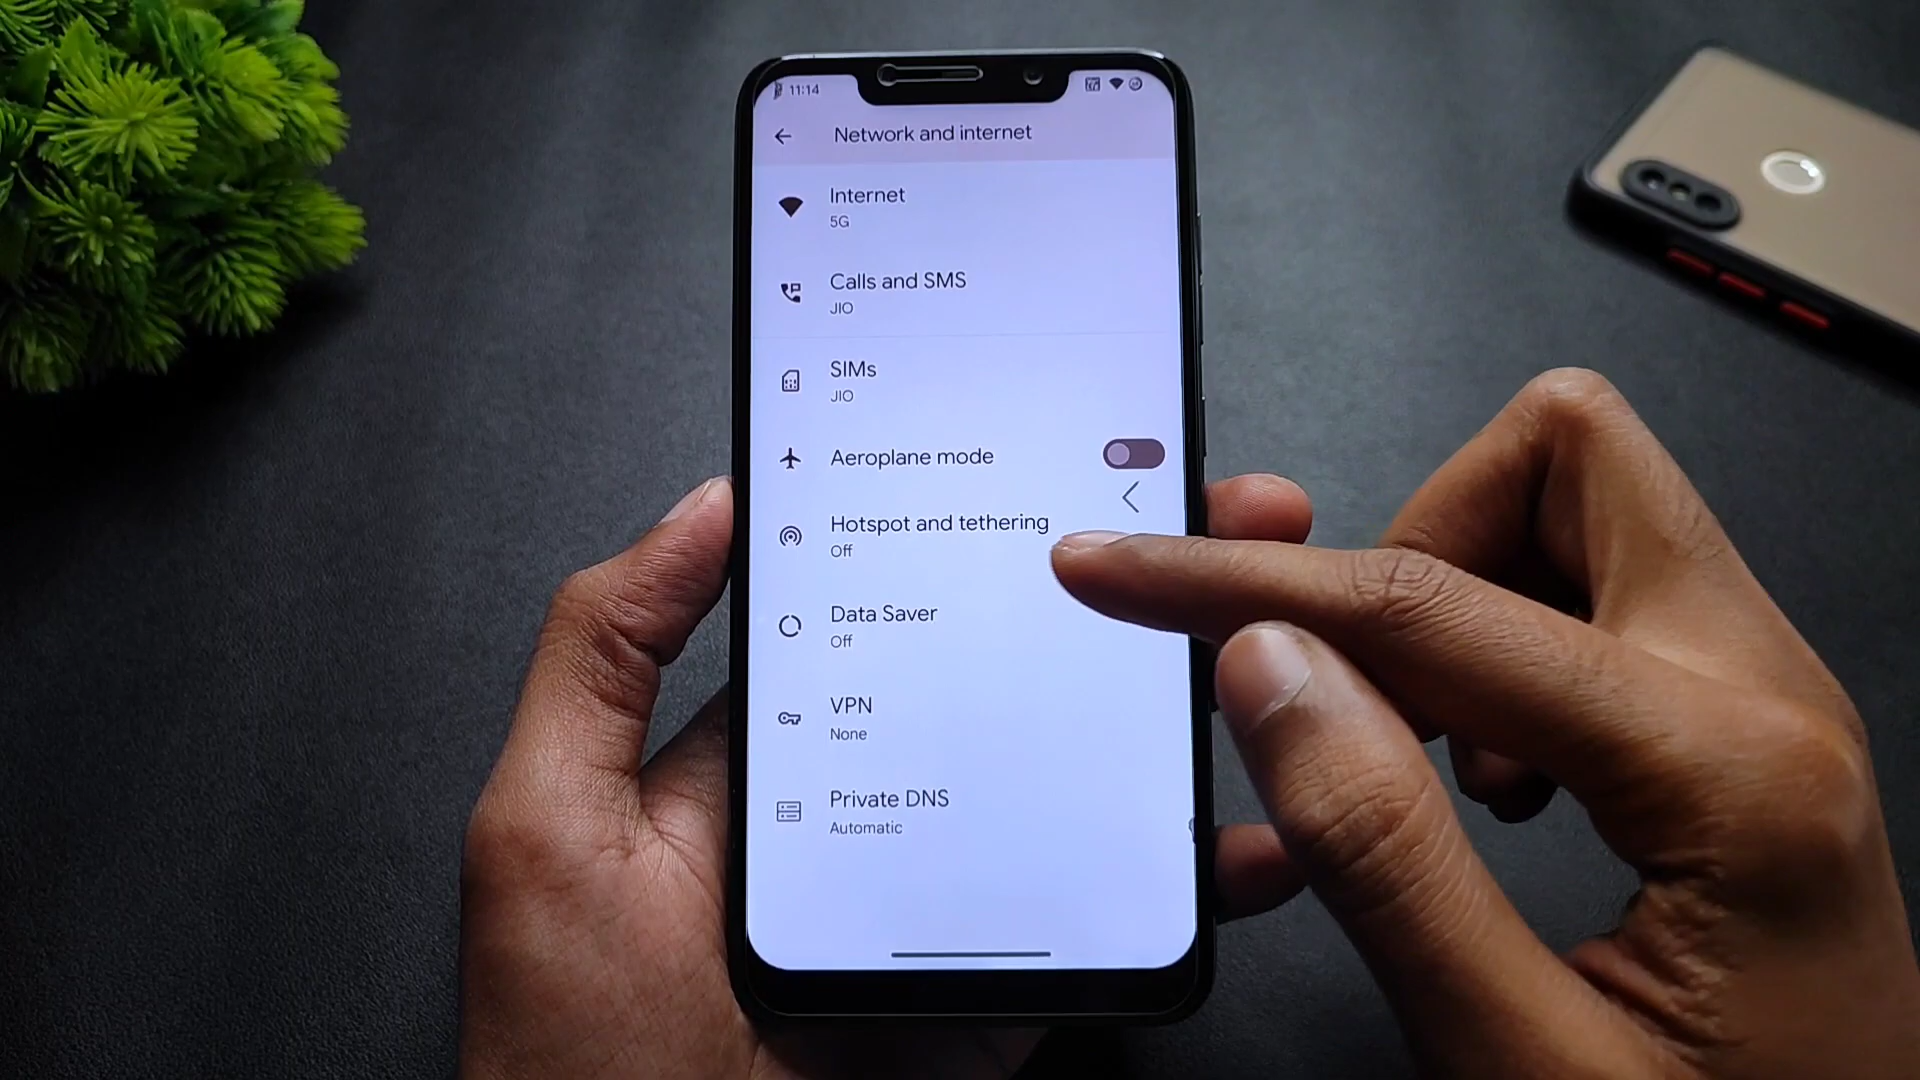 11:14
Network and internet
Internet
5G
Calls and SMS
JIO
SIMs
JIO
Aeroplane mode
Hotspot and tethering
Off
Data Saver
Off
VPN
None
Private DNS
Automatic